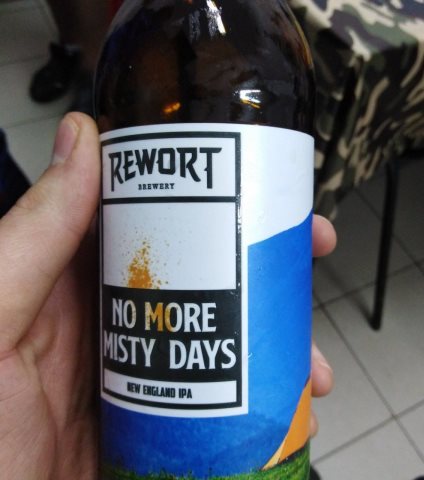 REWORT
BREWERY
NO MORE
MISTY DAYS
NEW ENGLAND IPA